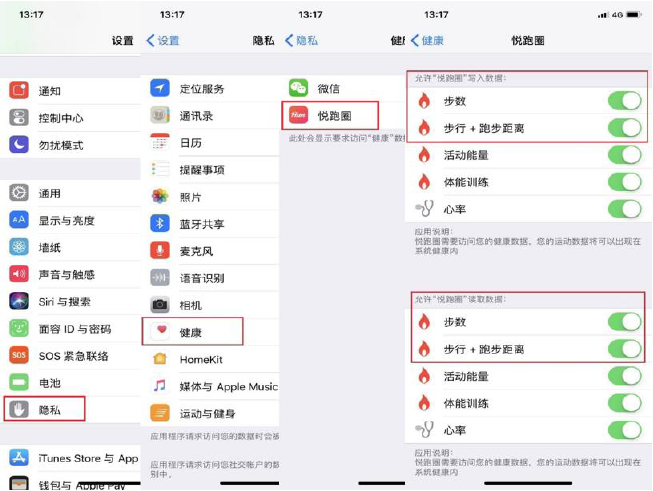 13:17
设置
通知
控制中心
勿扰模式
通用
显示与亮度
墙纸
声音与触感
Siri 与搜索
面容 ID 与密码
SOS 紧急联络
电池
隐私
iTunes Store 与 App
钱包与 Apple Pay
13:17
设置
隐私
定位服务
通讯录
日历
提醒事项
照片
蓝牙共享
麦克风
语音识别
相机
健康
HomeKit
媒体与 Apple Music
运动与健身
应用程序请求访问您的数据时会被
应用程序请求访问您社交帐户的数
别中。
13:17
隐私
健
微信
悦跑圈
此处会显示要求访问“健康”数
13:17
4G
健康
悦跑圈
允许“悦跑圈”写入数据：
步数
步行 + 跑步距离
活动能量
体能训练
心率
应用说明：
悦跑圈需要访问您的健康数据，您的运动数据将可以出现在
系统健康内
允许“悦跑圈”读取数据：
步数
步行 + 跑步距离
活动能量
体能训练
心率
应用说明：
悦跑圈需要访问您的健康数据，您的运动数据将可以出现在
系统健康内